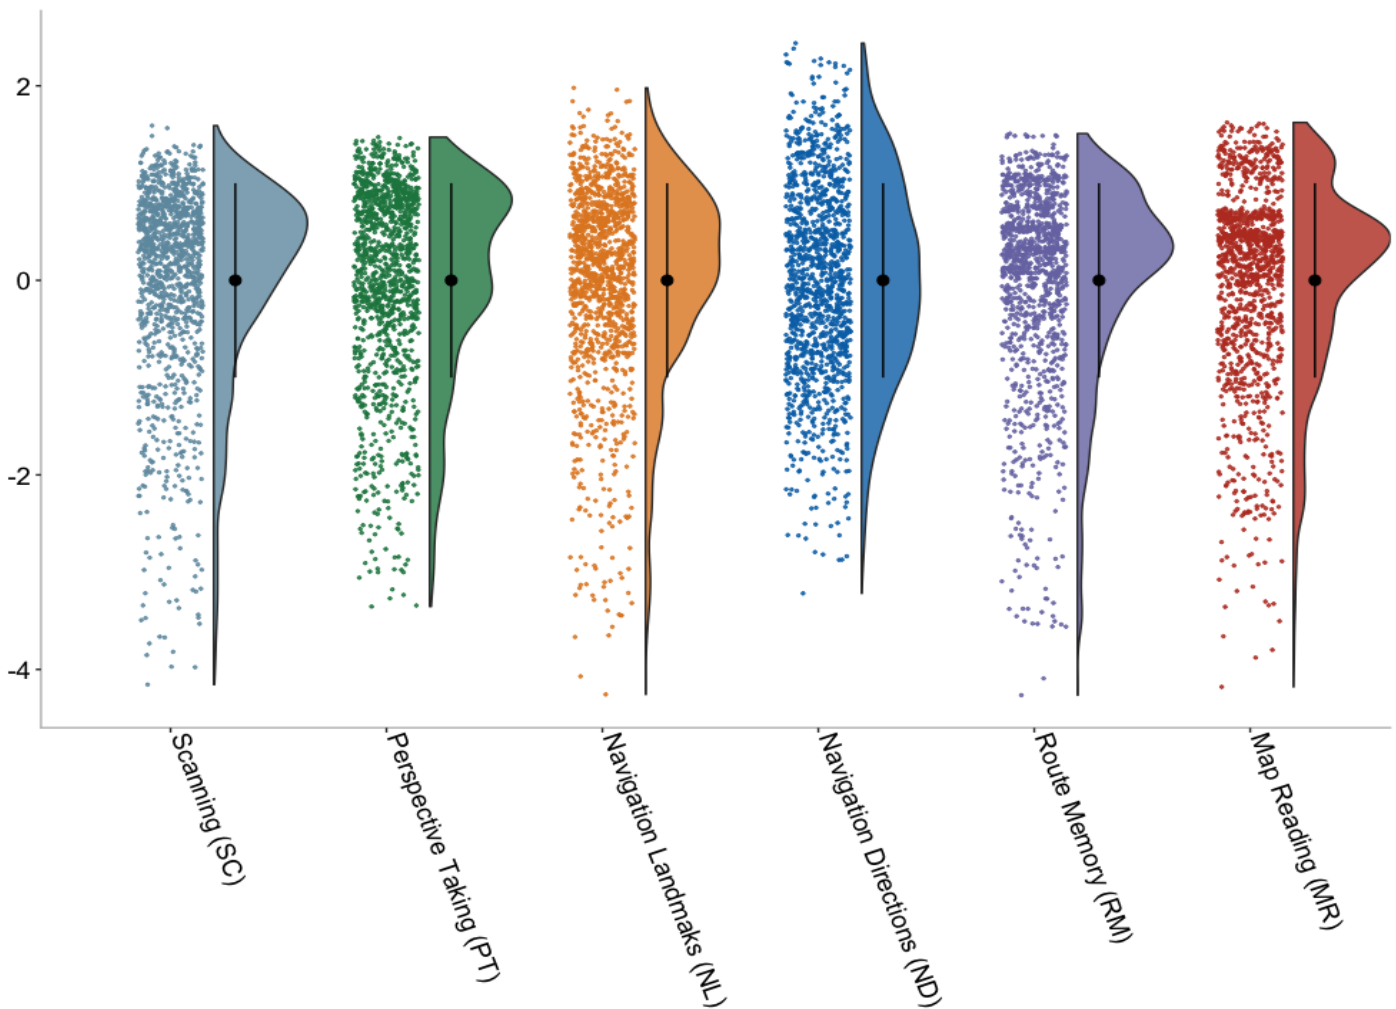 2
0
-2
-4
Scanning (SC)
Perspective Taking (PT)
Navigation Landmaks (NL)
Navigation Directions (ND)
Route Memory (RM)
Map Reading (MR)